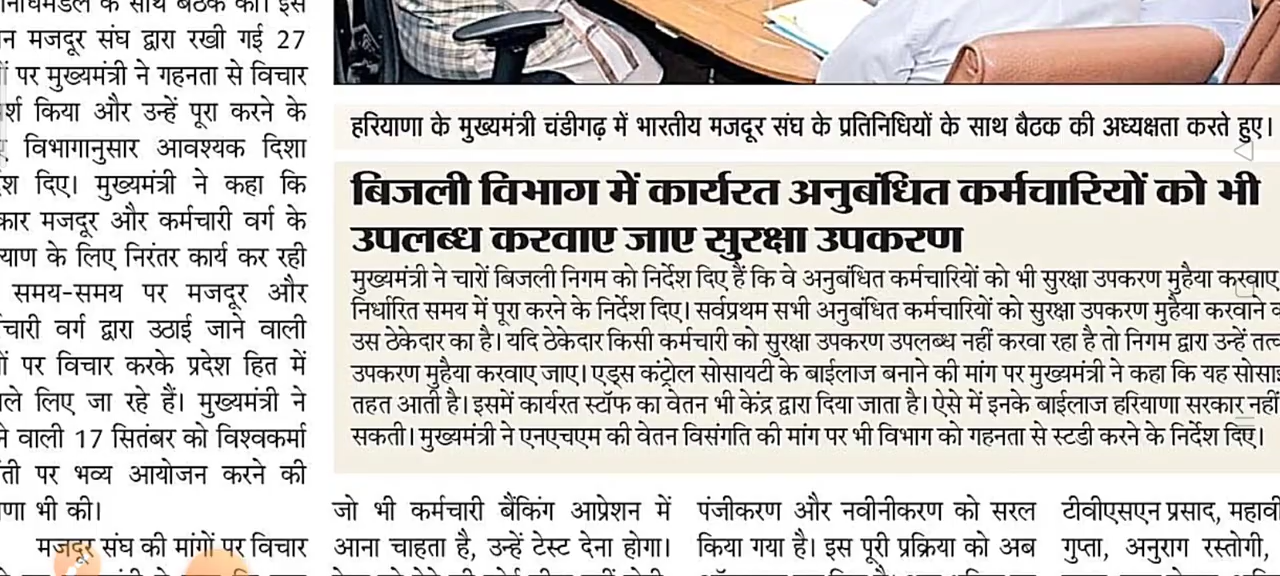 मजदूर संघ द्वारा रखी गई 27
पर मुख्यमंत्री ने गहनता से विचार
किया और उन्हें पूरा करने के
विभागानुसार आवश्यक दिशा
दिए। मुख्यमंत्री ने कहा कि
मजदूर और कर्मचारी वर्ग के
के लिए निरंतर कार्य कर रही
समय-समय पर मजदूर और
वर्ग द्वारा उठाई जाने वाली
पर विचार करके प्रदेश हित में
लिए जा रहे हैं। मुख्यमंत्री ने
वाली 17 सितंबर को विश्वकर्मा
पर भव्य आयोजन करने की
भी की।
मजदूर संघ की मांगों पर विचार
हरियाणा के मुख्यमंत्री चंडीगढ़ में भारतीय मजदूर संघ के प्रतिनिधियों के साथ बैठक की अध्यक्षता करते हुए।
बिजली विभाग में कार्यरत अनुबंधित कर्मचारियों को भी
उपलब्ध करवाए जाए सुरक्षा उपकरण
मुख्यमंत्री ने चारों बिजली निगम को निर्देश दिए हैं कि वे अनुबंधित कर्मचारियों को भी सुरक्षा उपकरण मुहैया करवाए
निर्धारित समय में पूरा करने के निर्देश दिए। सर्वप्रथम सभी अनुबंधित कर्मचारियों को सुरक्षा उपकरण मुहैया करवाने
उस ठेकेदार का है। यदि ठेकेदार किसी कर्मचारी को सुरक्षा उपकरण उपलब्ध नहीं करवा रहा है तो निगम द्वारा उन्हें
उपकरण मुहैया करवाए जाए। एड्स कंट्रोल सोसायटी के बाईलाज बनाने की मांग पर मुख्यमंत्री ने कहा कि यह
तहत आती है। इसमें कार्यरत स्टॉफ का वेतन भी केंद्र द्वारा दिया जाता है। ऐसे में इनके बाईलाज हरियाणा सरकार नहीं
सकती। मुख्यमंत्री ने एनएचएम की वेतन विसंगति की मांग पर भी विभाग को गहनता से स्टडी करने के निर्देश दिए।
जो भी कर्मचारी बैंकिंग आप्रेशन में
आना चाहता है, उन्हें टेस्ट देना होगा।
पंजीकरण और नवीनीकरण को सरल
किया गया है। इस पूरी प्रक्रिया को अब
टीवीएसएन प्रसाद,
गुप्ता, अनुराग रस्तोगी,